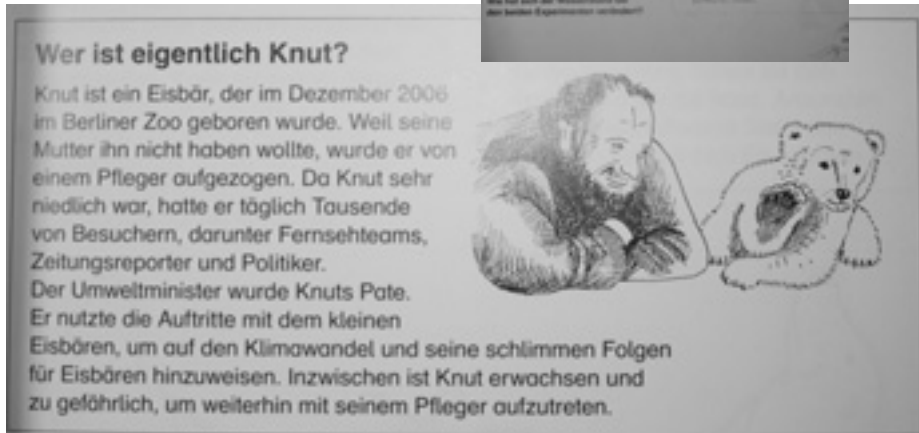 den beiden Experimenten verändert?
Wer ist eigentlich Knut?
Knut ist ein Eisbär, der im Dezember 2006
im Berliner Zoo geboren wurde. Weil seine
Mutter ihn nicht haben wollte, wurde er von
einem Pfleger aufgezogen. Da Knut sehr
niedlich war, hatte er täglich Tausende
von Besuchern, darunter Fernsehteams,
Zeitungsreporter und Politiker.
Der Umweltminister wurde Knuts Pate.
Er nutzte die Auftritte mit dem kleinen
Eisbären, um auf den Klimawandel und seine schlimmen Folgen
für Eisbären hinzuweisen. Inzwischen ist Knut erwachsen und
zu gefährlich, um weiterhin mit seinem Pfleger aufzutreten.